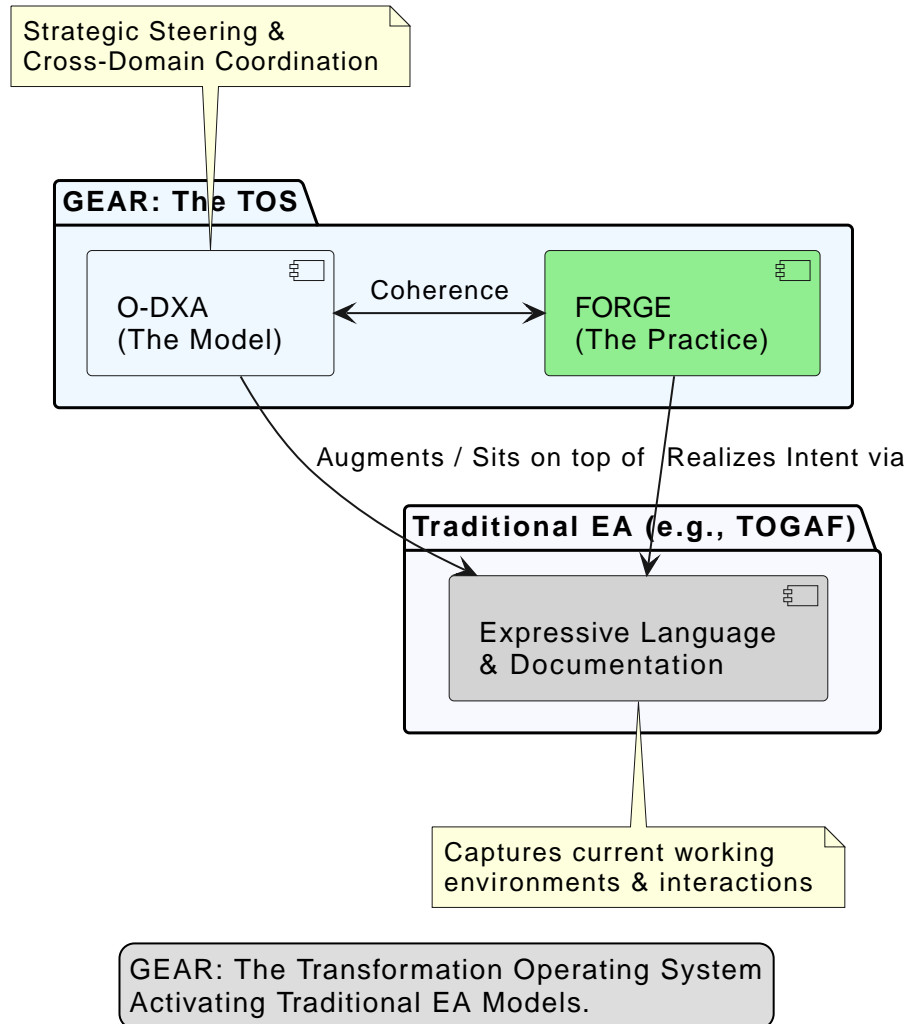 Strategic Steering &
Cross-Domain Coordination
GEAR: The TOS
O-DXA
(The Model)
Coherence
FORGE
(The Practice)
Augments / Sits on top of
Realizes Intent via
Traditional EA (e.g., TOGAF)
Expressive Language
& Documentation
Captures current working
environments & interactions
GEAR: The Transformation Operating System
Activating Traditional EA Models.